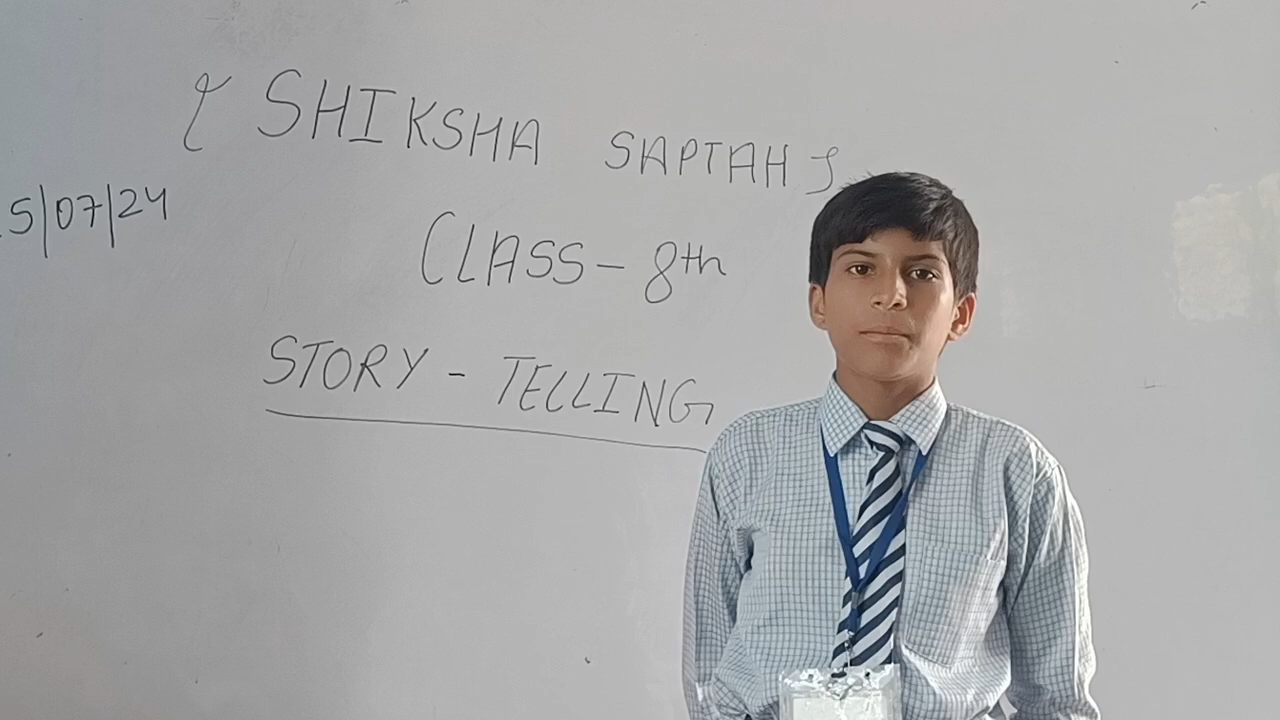 { SHIKSHA SAPTAH }
5/07/24
CLASS - 8th
STORY - TELLING